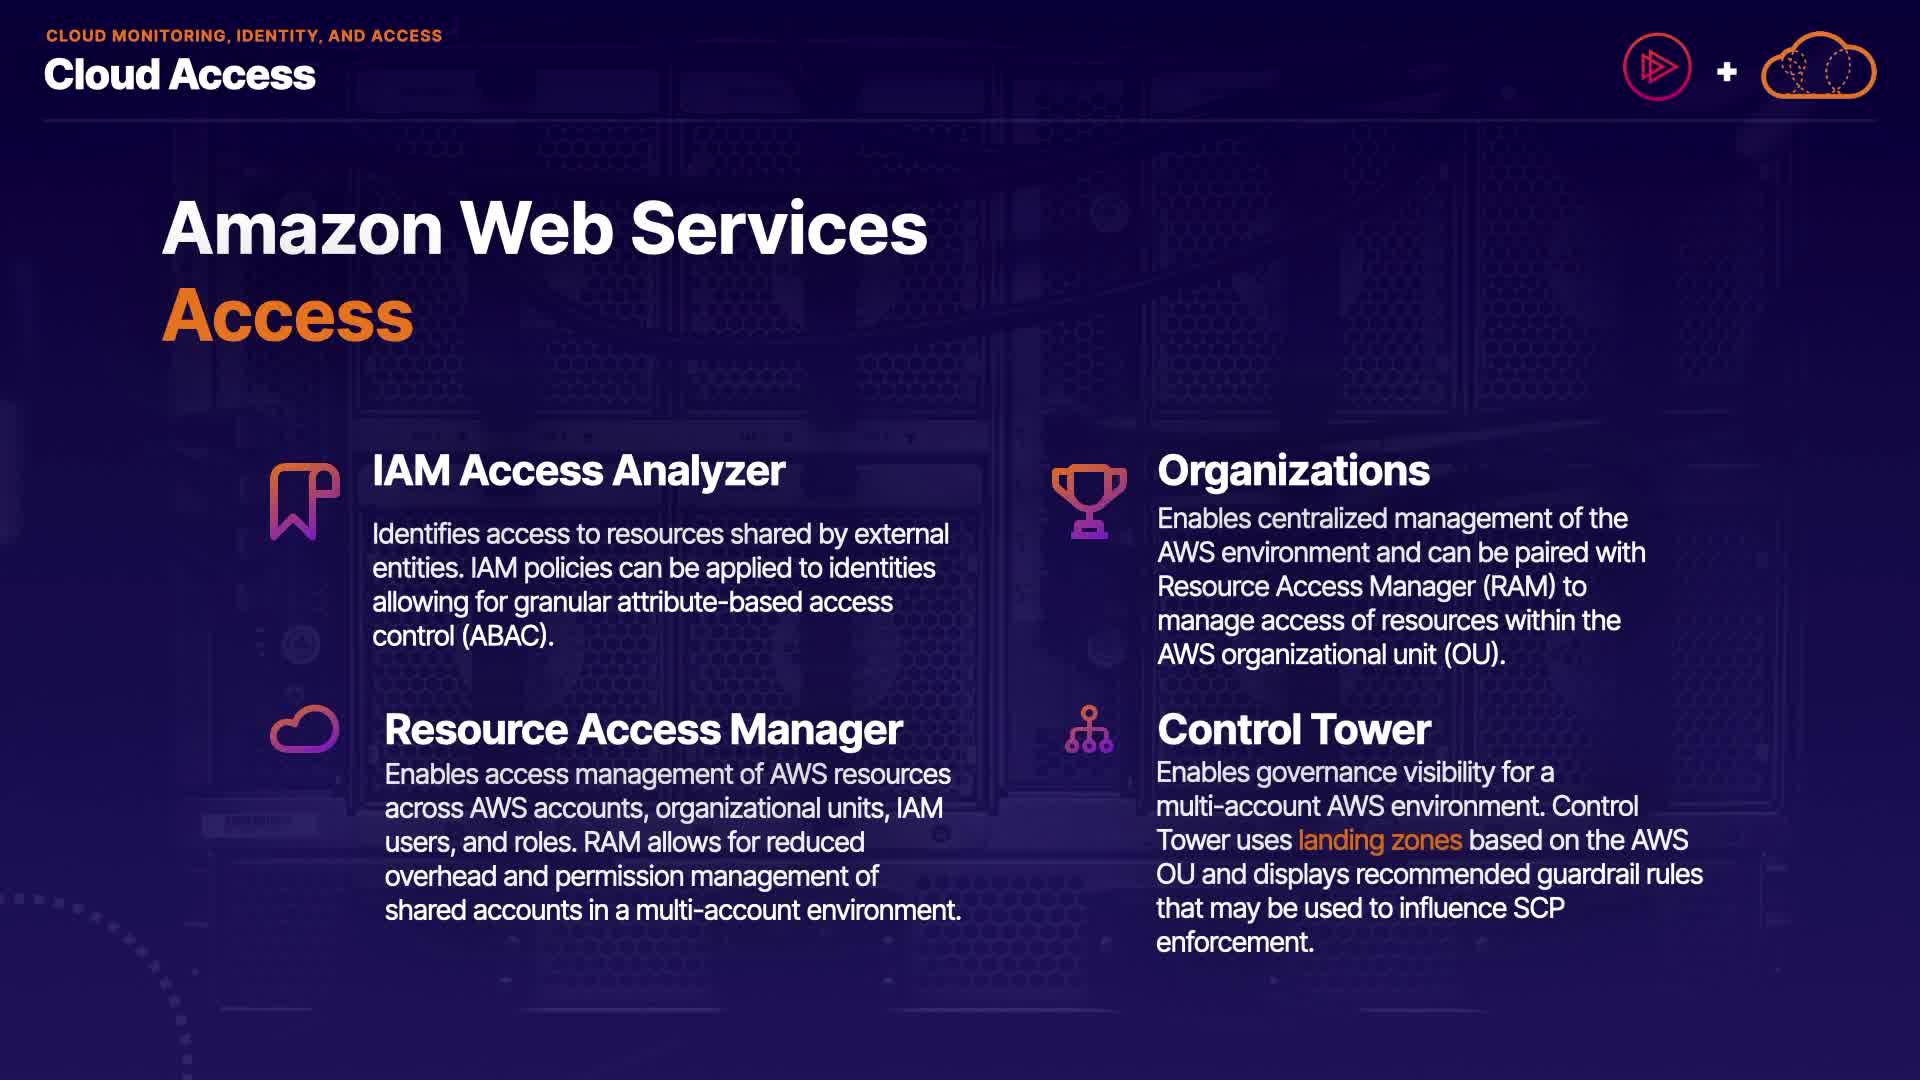 CLOUD MONITORING, IDENTITY, AND ACCESS
Cloud Access
Amazon Web Services
Access
IAM Access Analyzer
Identifies access to resources shared by external
entities. IAM policies can be applied to identities
allowing for granular attribute-based access
control (ABAC).
Organizations
Enables centralized management of the
AWS environment and can be paired with
Resource Access Manager (RAM) to
manage access of resources within the
AWS organizational unit (OU).
Resource Access Manager
Enables access management of AWS resources
across AWS accounts, organizational units, IAM
users, and roles. RAM allows for reduced
overhead and permission management of
shared accounts in a multi-account environment.
Control Tower
Enables governance visibility for a
multi-account AWS environment. Control
Tower uses landing zones based on the AWS
OU and displays recommended guardrail rules
that may be used to influence SCP
enforcement.